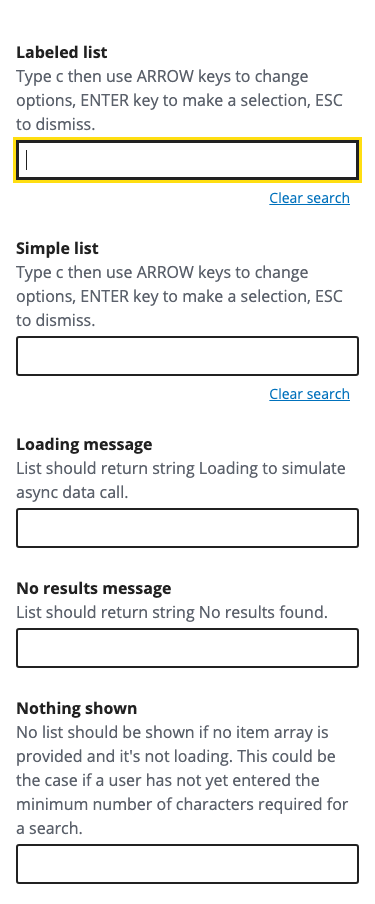 Labeled list
Type c then use ARROW keys to change
options, ENTER key to make a selection, ESC
to dismiss.
Clear search
Simple list
Type c then use ARROW keys to change
options, ENTER key to make a selection, ESC
to dismiss.
Clear search
Loading message
List should return string Loading to simulate
async data call.
No results message
List should return string No results found.
Nothing shown
No list should be shown if no item array is
provided and it's not loading. This could be
the case if a user has not yet entered the
minimum number of characters required for
a search.